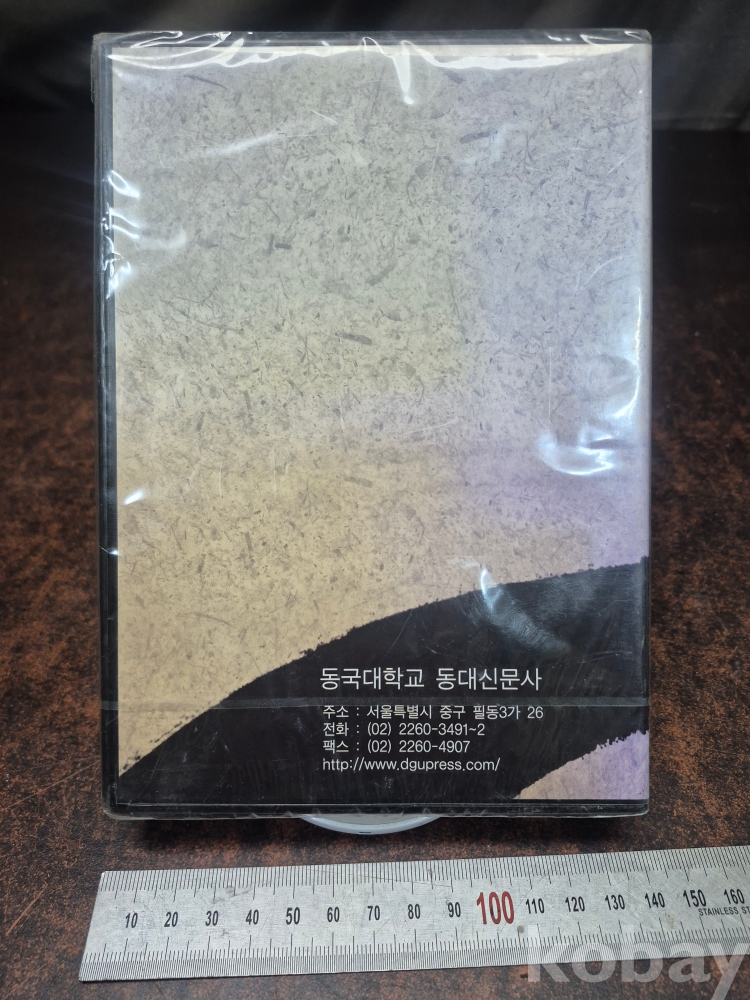 동국대학교 동대신문사
주소 : 서울특별시 중구 필동3가 26
전화 : (02) 2260-3491~2
팩스 : (02) 2260-4907
http://www.dgupress.com/
10 20 30 40 50 60 70 80 90 100 110 120 130 140 150 160
STAINLESS
kobay